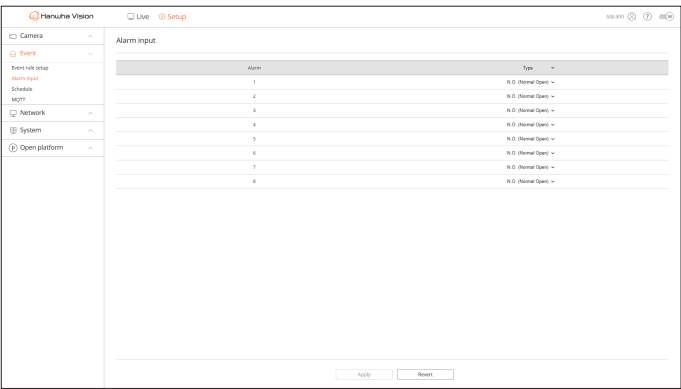 Hanwha Vision
Live
Setup
AIB-800
?
W
Camera
Event
Event rule setup
Alarm input
Schedule
MQTT
Network
System
P Open platform
Alarm input
Alarm Type
1 N.O. (Normal Open)
2 N.O. (Normal Open)
3 N.O. (Normal Open)
4 N.O. (Normal Open)
5 N.O. (Normal Open)
6 N.O. (Normal Open)
7 N.O. (Normal Open)
8 N.O. (Normal Open)
Apply Revert